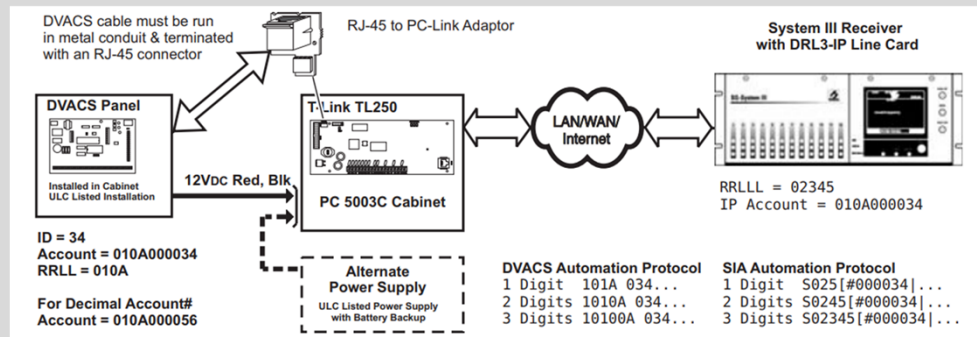 DVACS cable must be run
in metal conduit & terminated
with an RJ-45 connector
RJ-45 to PC-Link Adaptor
System III Receiver
with DRL3-IP Line Card
DVACS Panel
Installed in Cabinet
ULC Listed Installation
12VDC Red, Blk
T-Link TL250
PC 5003C Cabinet
LAN/WAN/
Internet
SG-System III
RRLLL = 02345
IP Account = 010A000034
ID = 34
Account = 010A000034
RRLL = 010A
For Decimal Account#
Account = 010A000056
Alternate
Power Supply
ULC Listed Power Supply
with Battery Backup
DVACS Automation Protocol
1 Digit 101A 034...
2 Digits 1010A 034...
3 Digits 10100A 034...
SIA Automation Protocol
1 Digit S025[#000034|...
2 Digits S0245[#000034|...
3 Digits S02345[#000034|...